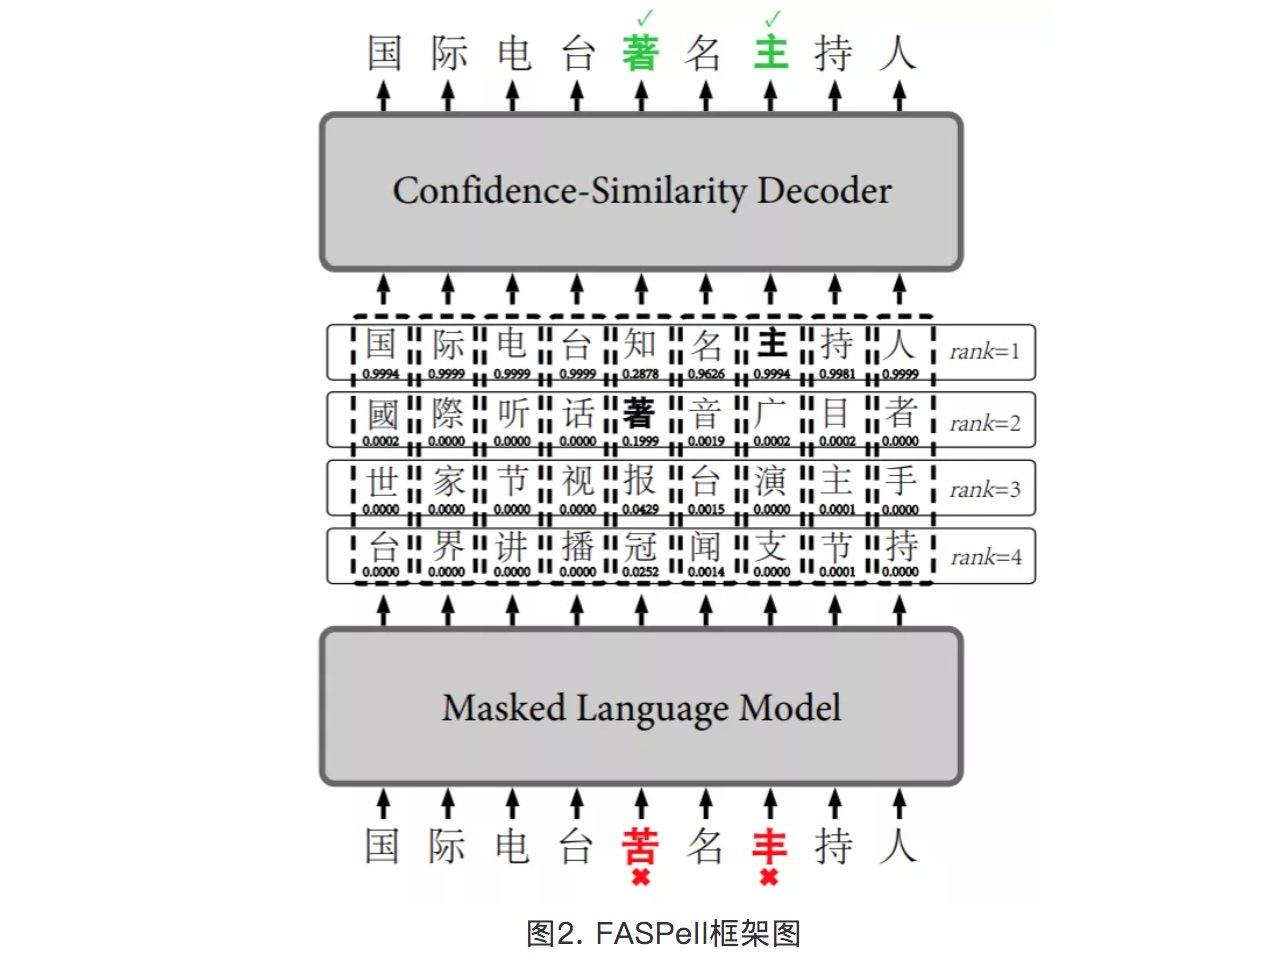 ✓ ✓
国 际 电 台 著 名 主 持 人
Confidence-Similarity Decoder
国 际 电 台 知 名 主 持 人 rank=1
0.9994 0.9999 0.9999 0.9999 0.2878 0.9626 0.9994 0.9981 0.9999
國 際 听 话 著 音 广 目 者 rank=2
0.0002 0.0000 0.0000 0.0000 0.1999 0.0019 0.0002 0.0002 0.0000
世 家 节 视 报 台 演 主 手 rank=3
0.0000 0.0000 0.0000 0.0000 0.0429 0.0015 0.0000 0.0001 0.0000
台 界 讲 播 冠 闻 支 节 持 rank=4
0.0000 0.0000 0.0000 0.0000 0.0252 0.0014 0.0000 0.0001 0.0000
Masked Language Model
国 际 电 台 苦 名 丰 持 人
✖ ✖
图2. FASPell框架图